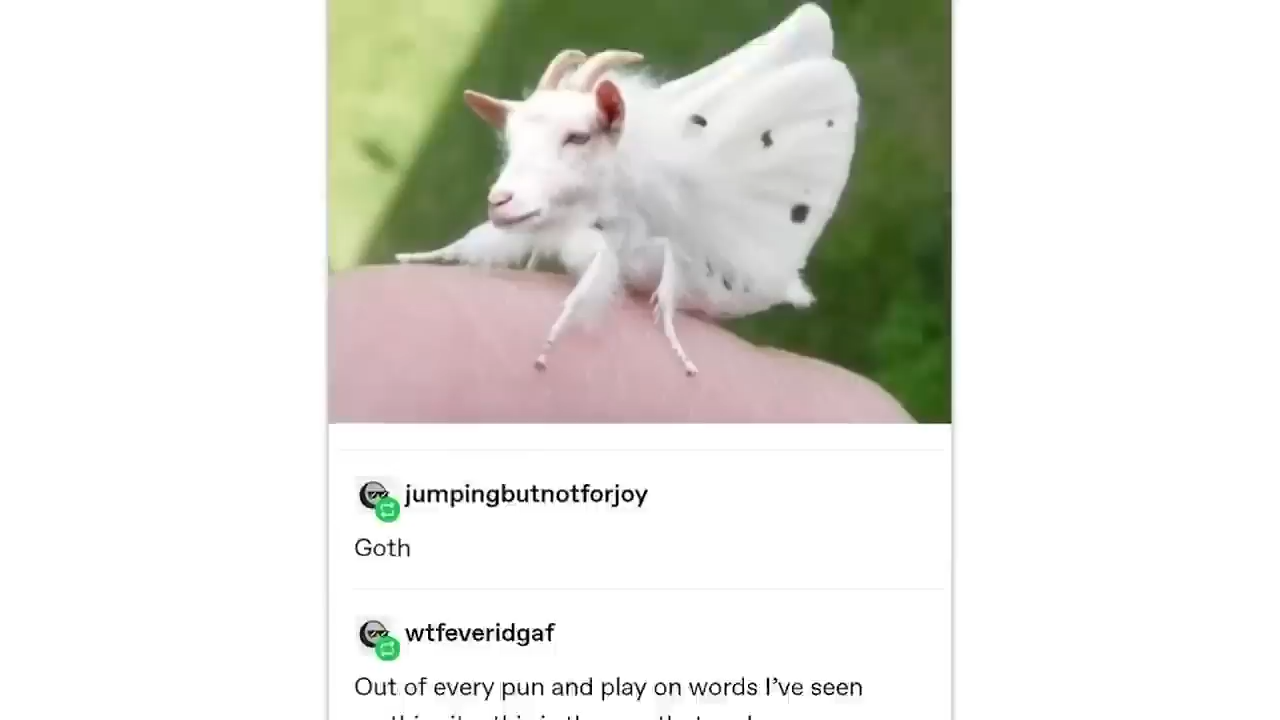 jumpingbutnotforjoy
Goth
wtfeveridgaf
Out of every pun and play on words I've seen